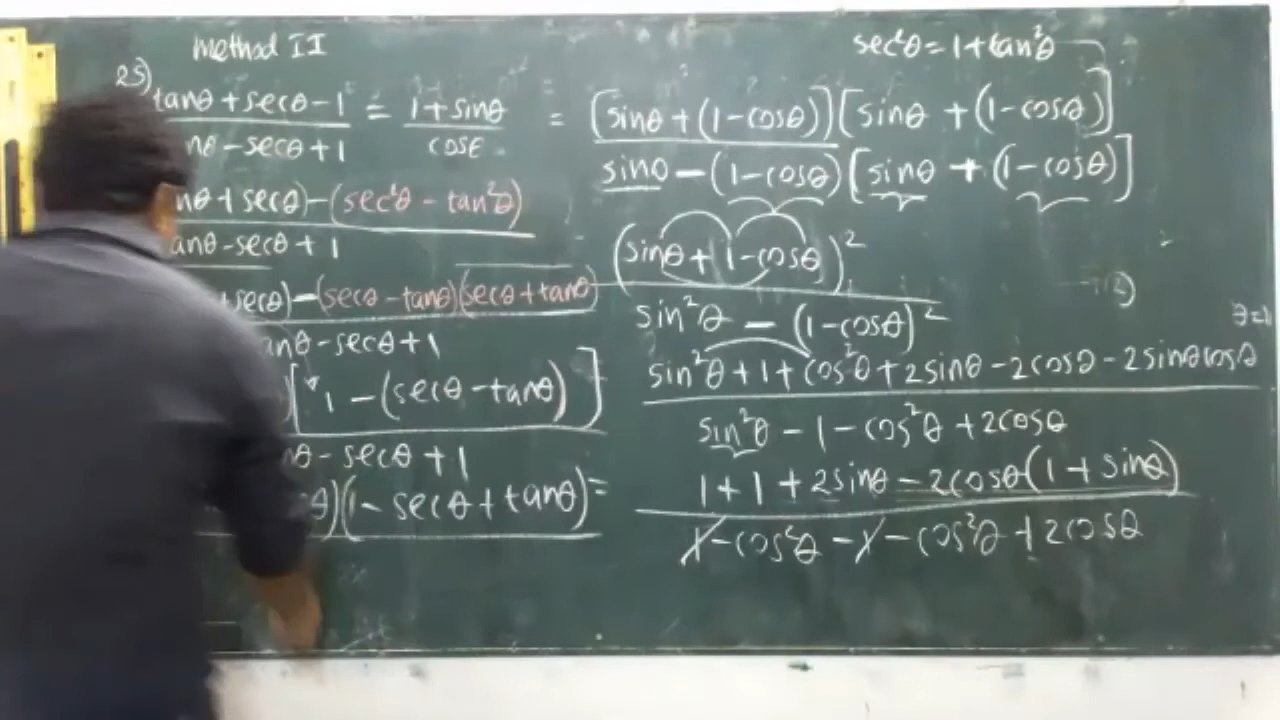 method II
25) tanθ + secθ - 1 = 1 + sinθ
nθ - secθ + 1 cosθ
nθ + secθ) - (sec²θ - tan²θ)
anθ - secθ + 1
secθ) - (secθ - tanθ)(secθ + tanθ)
anθ - secθ + 1
[1 - (secθ - tanθ)]
θ - secθ + 1
θ)(1 - secθ + tanθ) =
sec²θ = 1 + tan²θ
= [sinθ + (1 - cosθ)][sinθ + (1 - cosθ)]
sinθ - (1 - cosθ)[sinθ + (1 - cosθ)]
(sinθ + 1 - cosθ)²
sin²θ - (1 - cosθ)²
sin²θ + 1 + cos²θ + 2sinθ - 2cosθ - 2sinθcosθ
sin²θ - 1 - cos²θ + 2cosθ
1 + 1 + 2sinθ - 2cosθ(1 + sinθ)
1 - cos²θ - 1 - cos²θ + 2cosθ